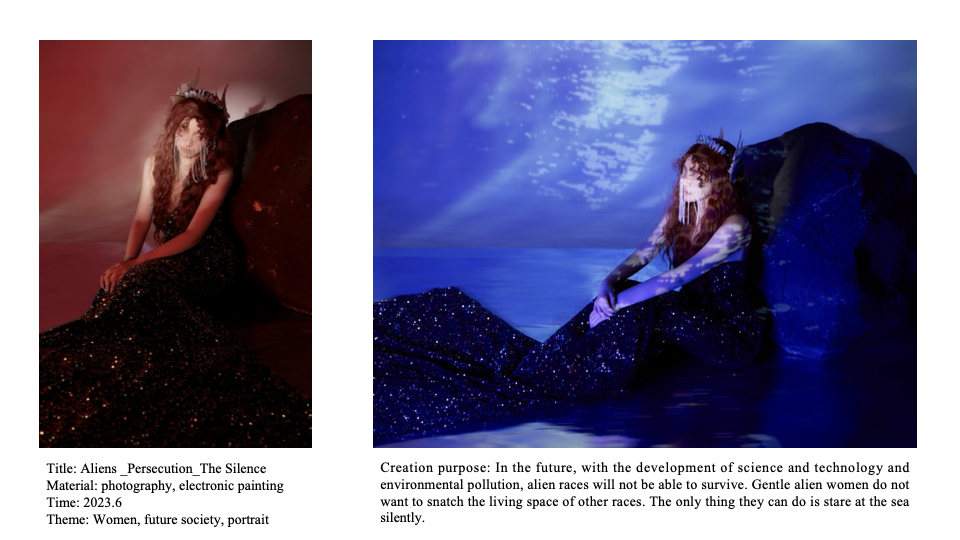 Title: Aliens _Persecution_The Silence
Material: photography, electronic painting
Time: 2023.6
Theme: Women, future society, portrait
Creation purpose: In the future, with the development of science and technology and
environmental pollution, alien races will not be able to survive. Gentle alien women do not
want to snatch the living space of other races. The only thing they can do is stare at the sea
silently.